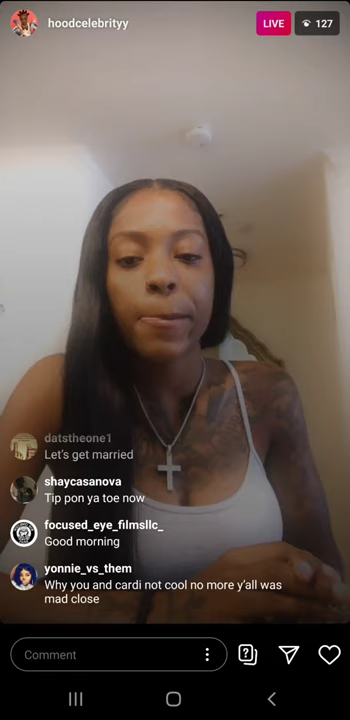 hoodcelebrityy
LIVE
127
datstheone1
Let's get married
shaycasanova
Tip pon ya toe now
focused_eye_filmsllc_
Good morning
yonnie_vs_them
Why you and cardi not cool no more y'all was
mad close
Comment